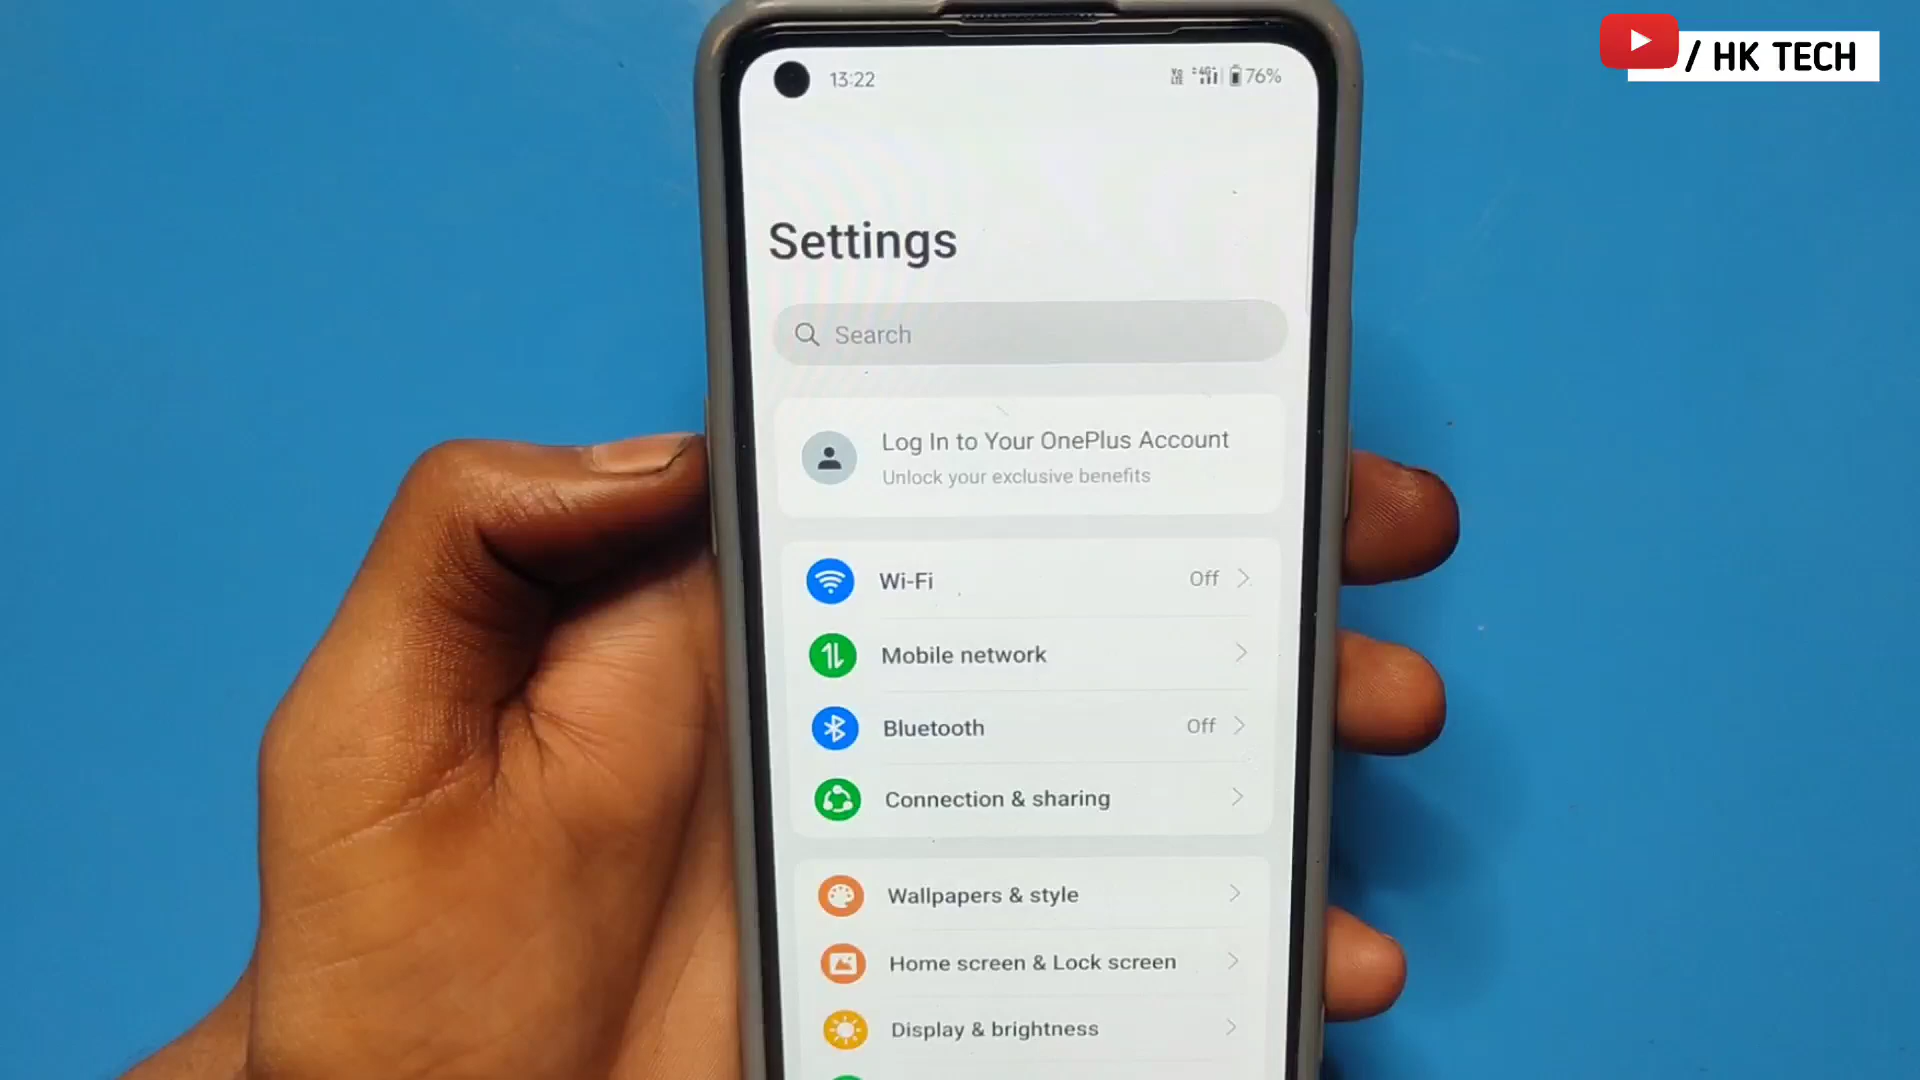 / HK TECH
13:22
76%
Settings
Search
Log In to Your OnePlus Account
Unlock your exclusive benefits
Wi-Fi Off
Mobile network
Bluetooth Off
Connection & sharing
Wallpapers & style
Home screen & Lock screen
Display & brightness